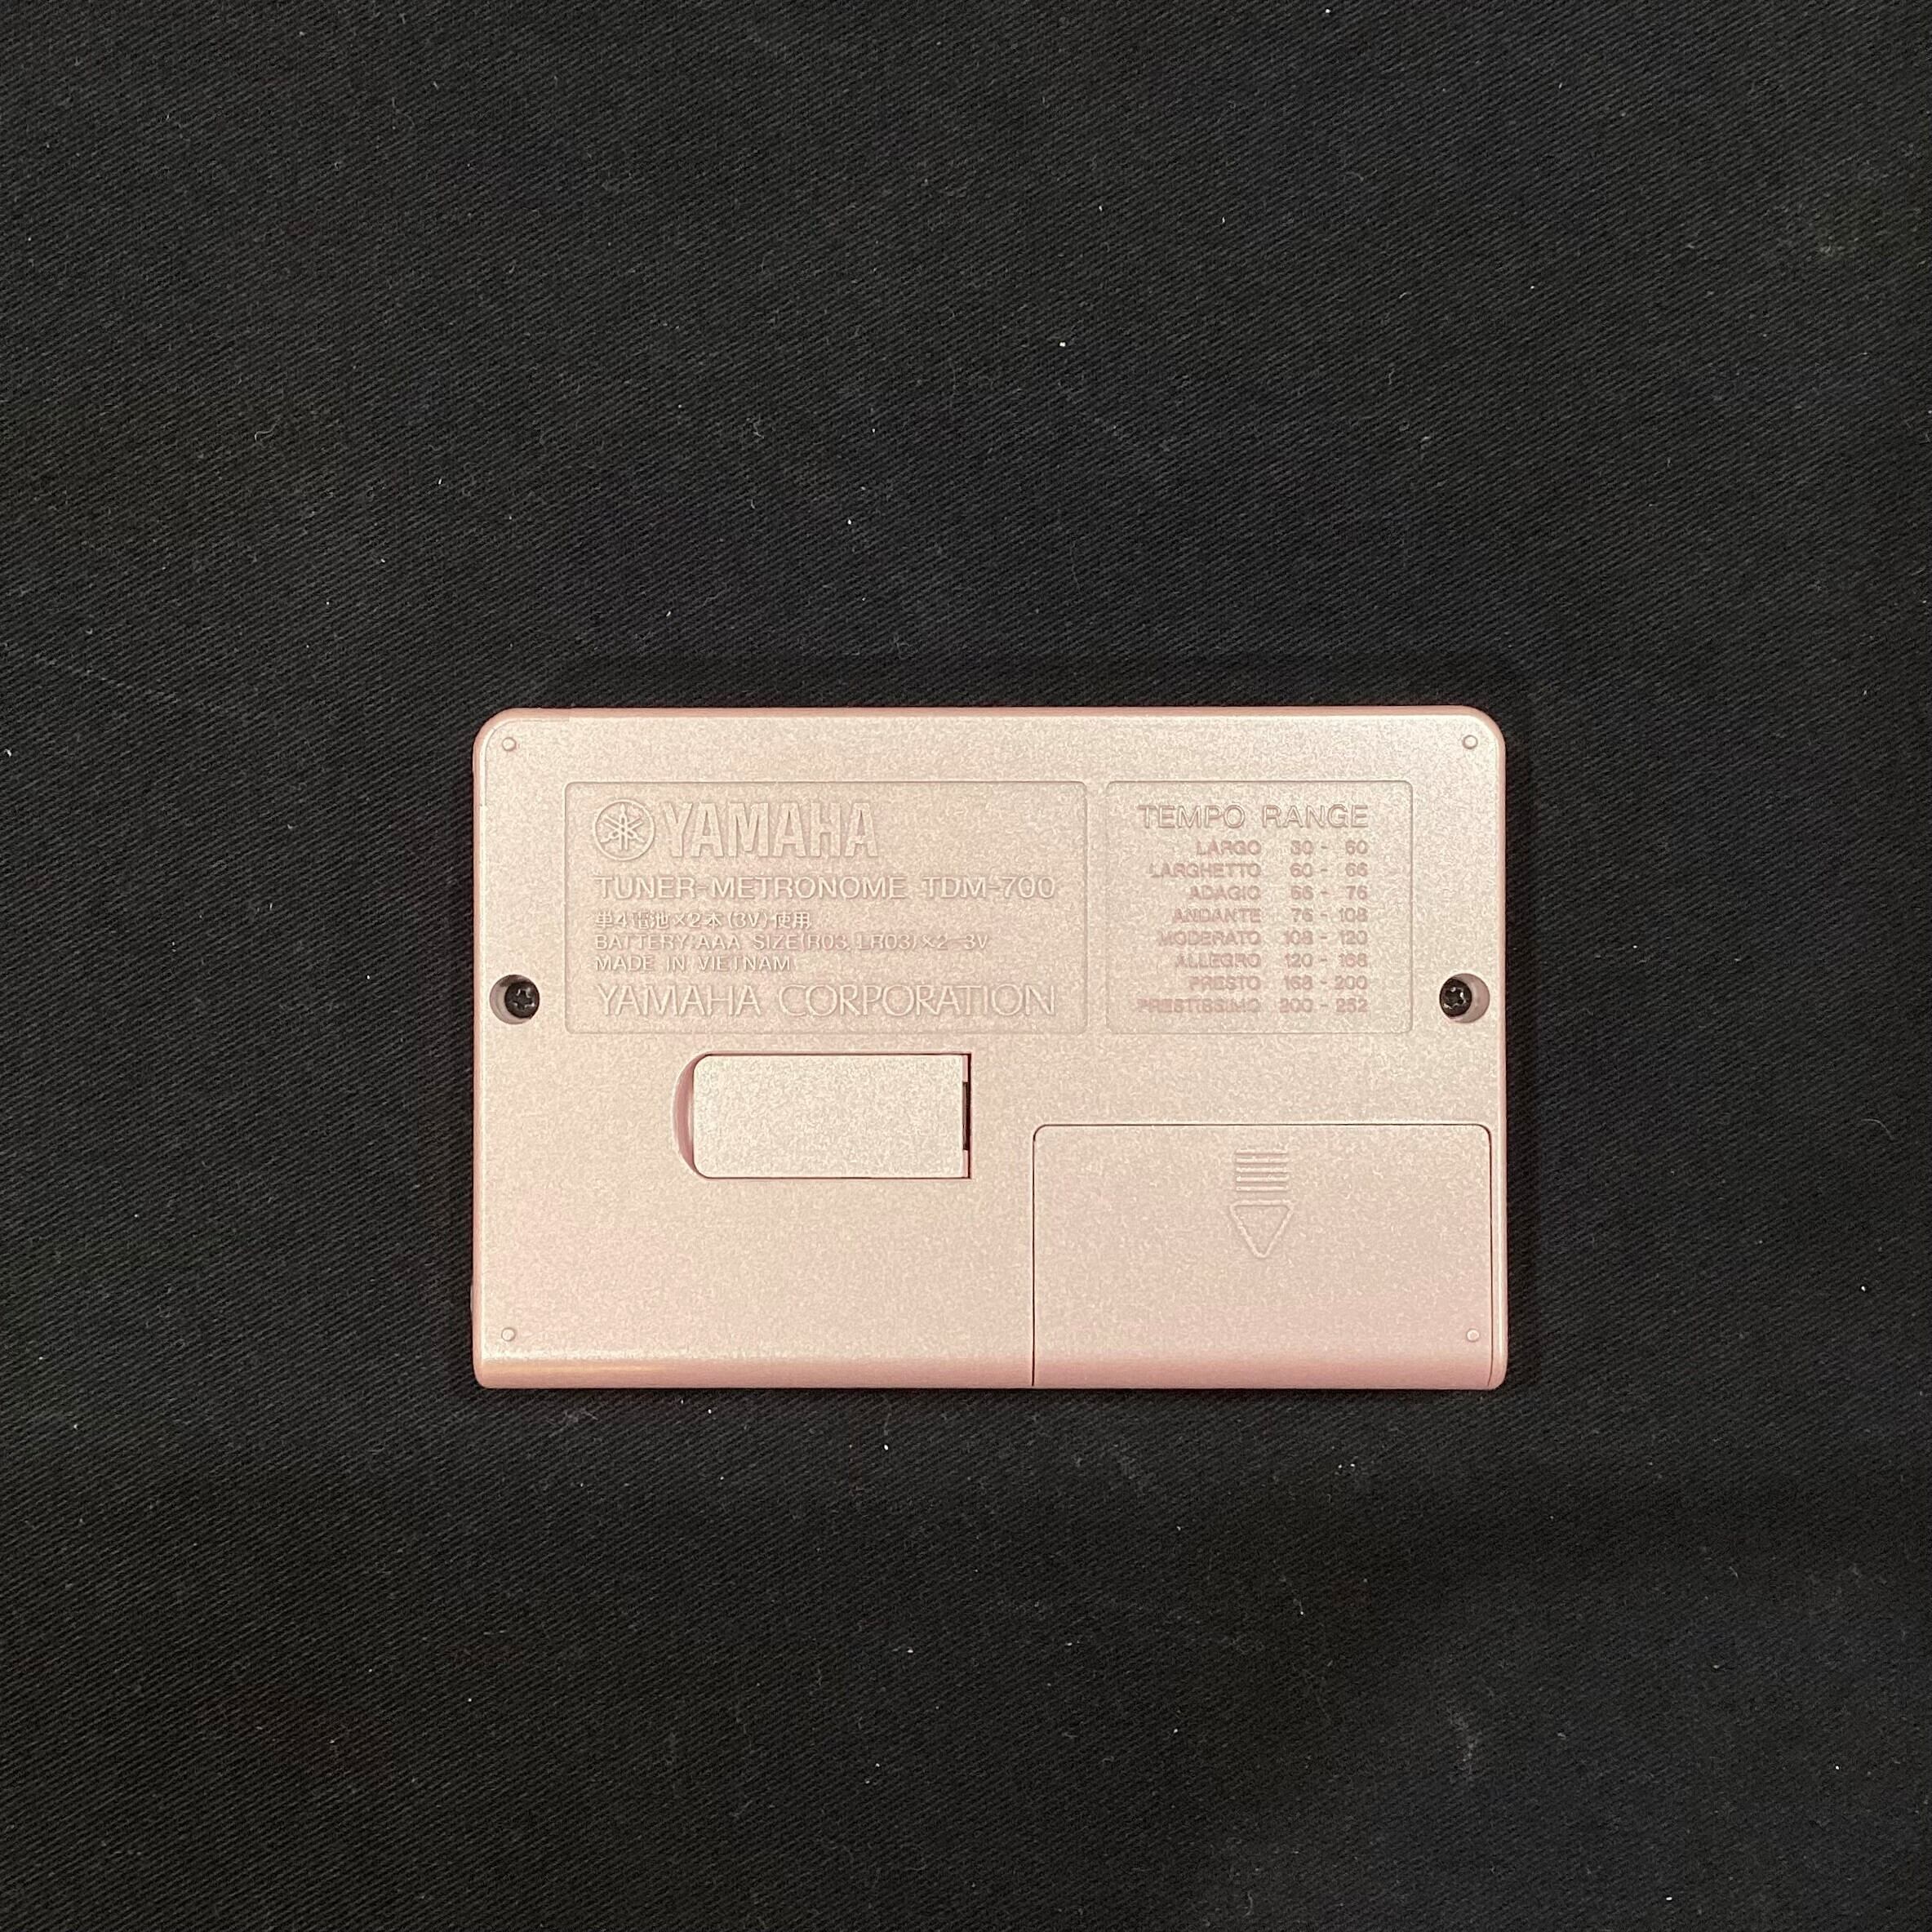 YAMAHA
TUNER-METRONOME TDM-700
単4電池×2本(3V)使用
BATTERY:AAA SIZE(R03, LR03)×2-3V
MADE IN VIETNAM
YAMAHA CORPORATION
TEMPO RANGE
LARGO 30 - 60
LARGHETTO 60 - 66
ADAGIO 66 - 76
ANDANTE 76 - 108
MODERATO 108 - 120
ALLEGRO 120 - 168
PRESTO 168 - 200
PRESTISSIMO 200 - 252